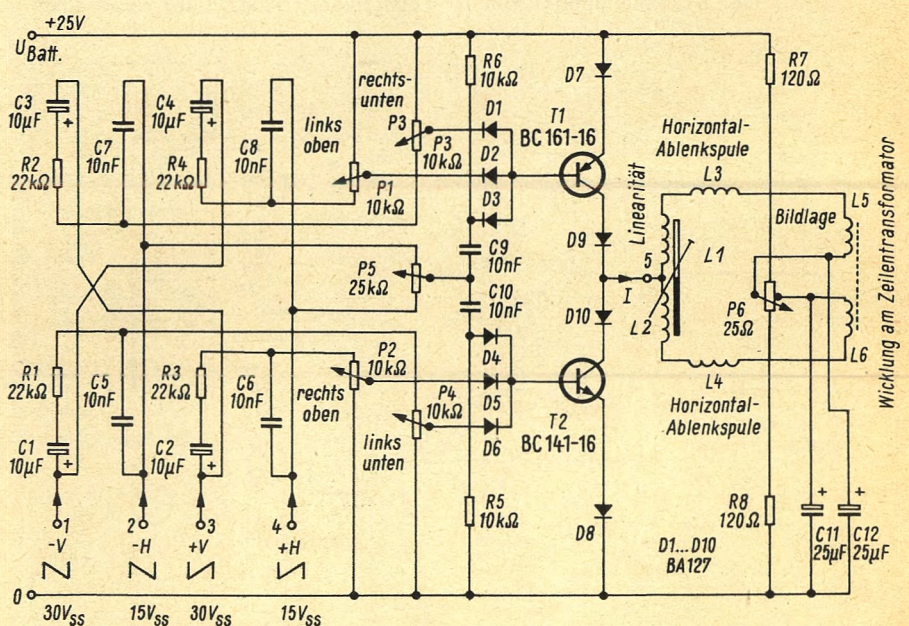 +25V
U Batt.
C3
10µF
+
R2
22kΩ
C7
10nF
C4
10µF
+
R4
22kΩ
C8
10nF
links
oben
P1
10kΩ
rechts-
unten
P3
P3
10kΩ
R6
10kΩ
D1
D2
D3
T1
BC 161-16
D7
D9
R7
120Ω
Horizontal-
Ablenkspule
L3
Linearität
5
I
L1
L2
Bildlage
L5
P6
25Ω
L6
Wicklung am Zeilentransformator
P5
25kΩ
C9
10nF
C10
10nF
D10
R1
22kΩ
C5
10nF
R3
22kΩ
C6
10nF
P2
10kΩ
rechts
oben
P4
10kΩ
links
unten
D4
D5
D6
T2
BC 141-16
L4
Horizontal-
Ablenkspule
C1
10µF
+
C2
10µF
+
R5
10kΩ
D8
R8
120Ω
D1...D10
BA127
+
C11
25µF
+
C12
25µF
1
-V
2
-H
3
+V
4
+H
0
30Vss
15Vss
30Vss
15Vss